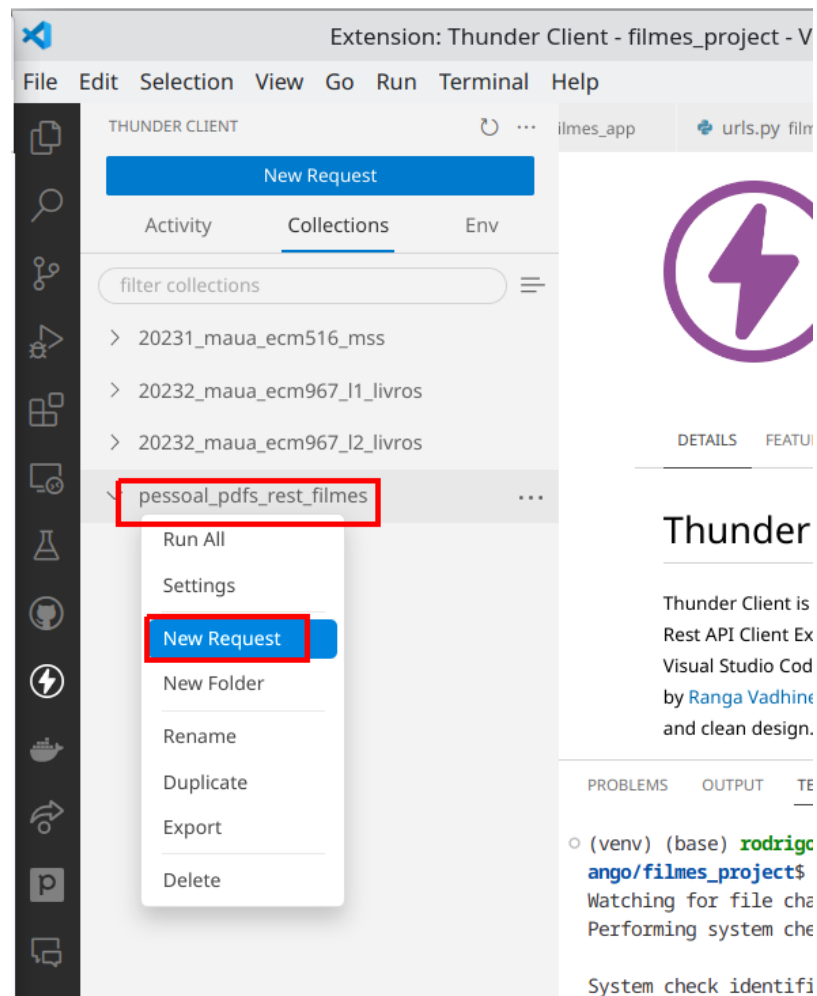 Extension: Thunder Client - filmes_project - V
File Edit Selection View Go Run Terminal Help
THUNDER CLIENT
New Request
Activity Collections Env
filter collections
20231_maua_ecm516_mss
20232_maua_ecm967_l1_livros
20232_maua_ecm967_l2_livros
pessoal_pdfs_rest_filmes
Run All
Settings
New Request
New Folder
Rename
Duplicate
Export
Delete
ilmes_app urls.py film
DETAILS FEATU
Thunder
Thunder Client is
Rest API Client Ex
Visual Studio Cod
by Ranga Vadhine
and clean design.
PROBLEMS OUTPUT TE
(venv) (base) rodrigo
ango/filmes_project$
Watching for file cha
Performing system che
System check identifi